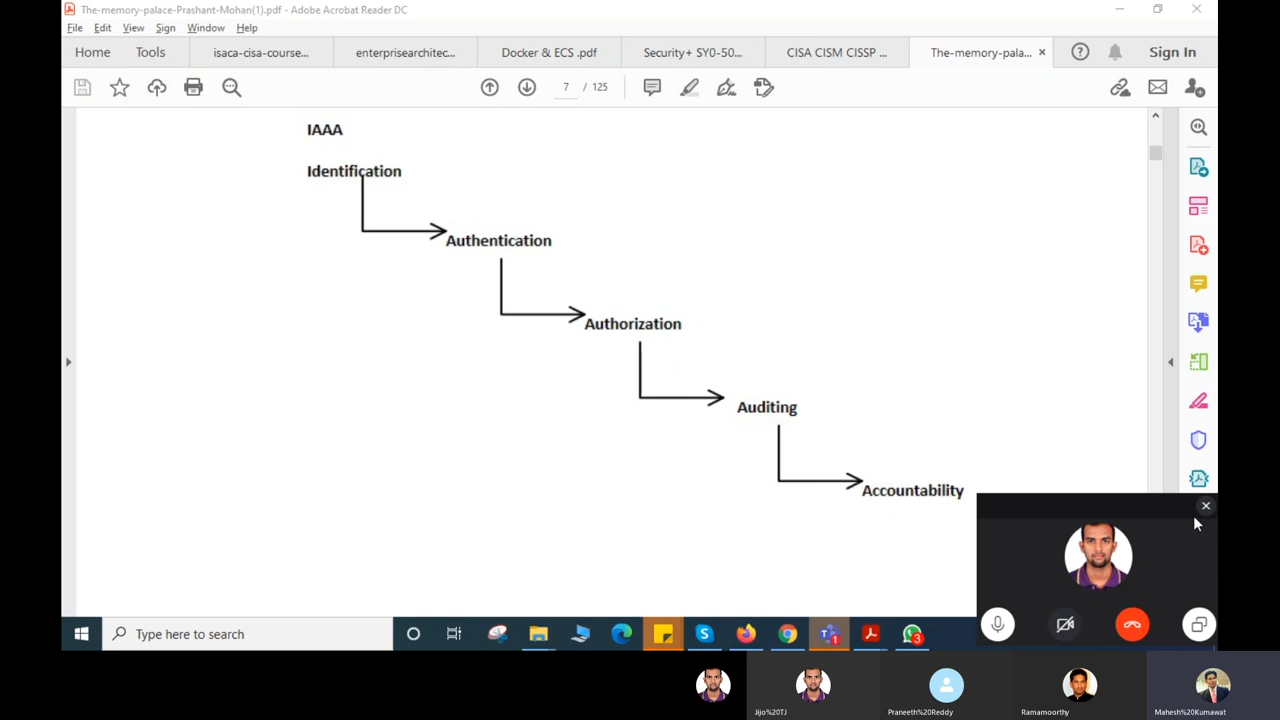 The-memory-palace-Prashant-Mohan(1).pdf - Adobe Acrobat Reader DC
File Edit View Sign Window Help
Home Tools isaca-cisa-course... enterprisearchitec... Docker & ECS .pdf Security+ SY0-50... CISA CISM CISSP ... The-memory-pala... Sign In
7 / 125
IAAA
Identification
Authentication
Authorization
Auditing
Accountability
Type here to search
1
3
Jijo%20TJ Praneeth%20Reddy Ramamoorthy Mahesh%20Kumawat